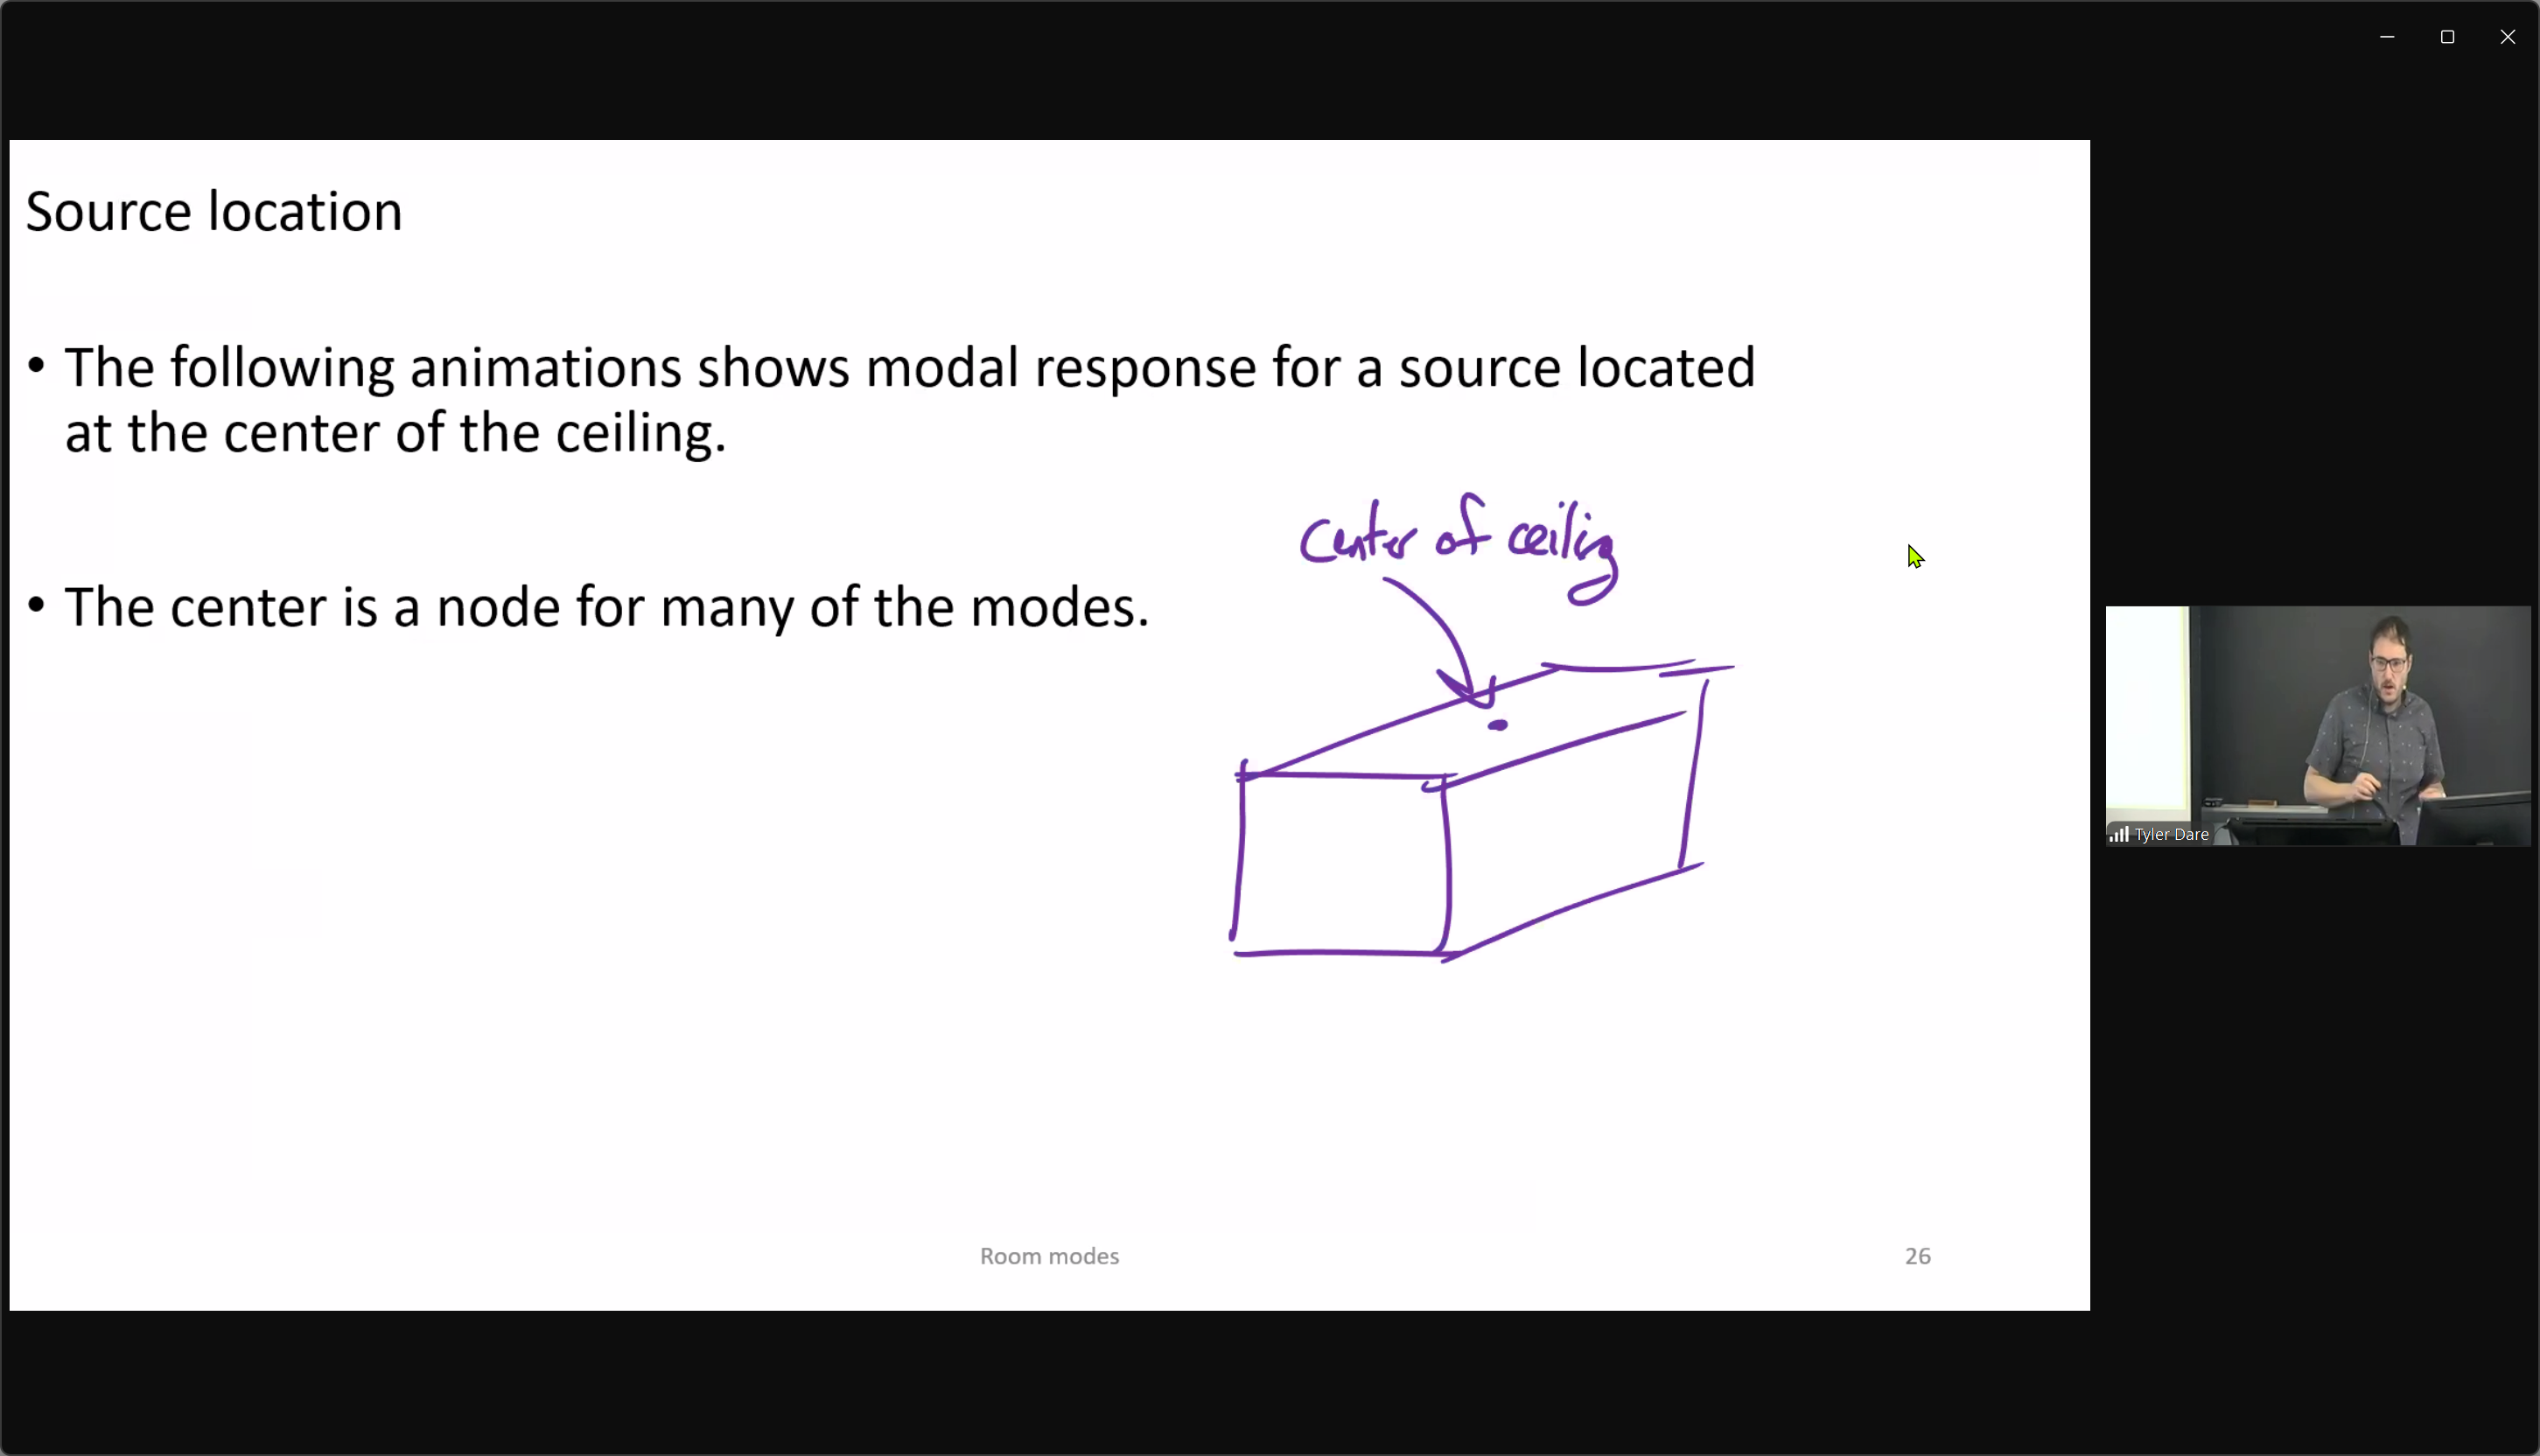 Source location
• The following animations shows modal response for a source located
at the center of the ceiling.
Center of ceiling
• The center is a node for many of the modes.
Tyler Dare
Room modes
26